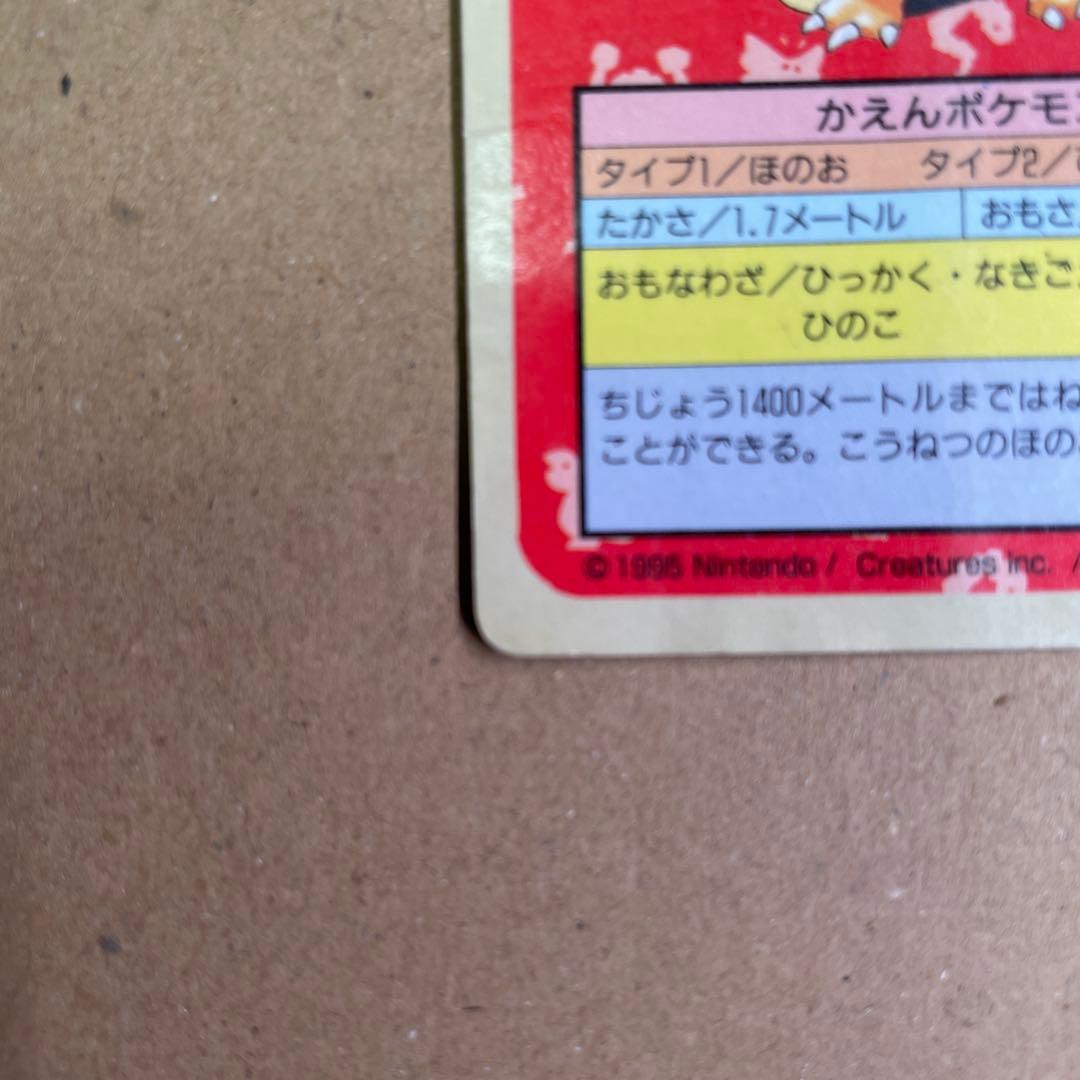 かえんポケモ
タイプ1/ほのお タイプ2/
たかさ/1.7メートル おもさ
おもなわざ/ひっかく・なきご
ひのこ
ちじょう1400メートルまではね
ことができる。こうねつのほの
© 1995 Nintendo / Creatures inc. /